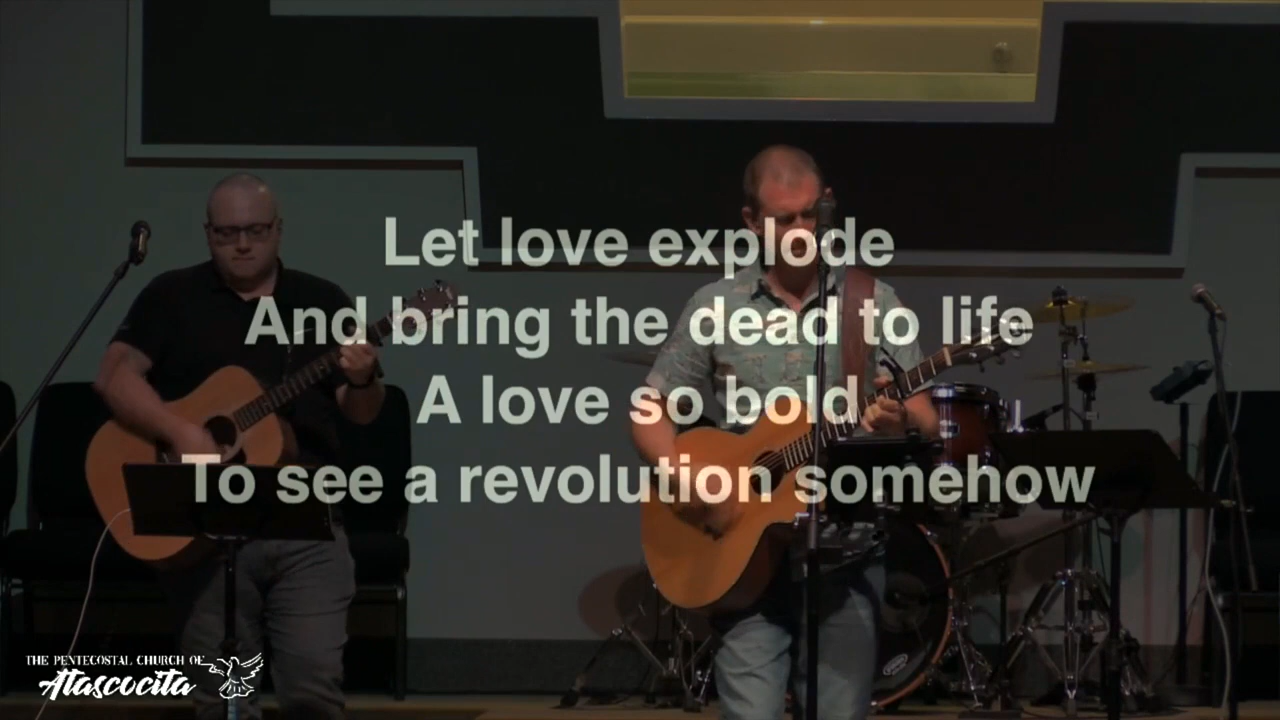 Let love explode
And bring the dead to life
A love so bold
To see a revolution somehow
THE PENTECOSTAL CHURCH OF
Atascocita